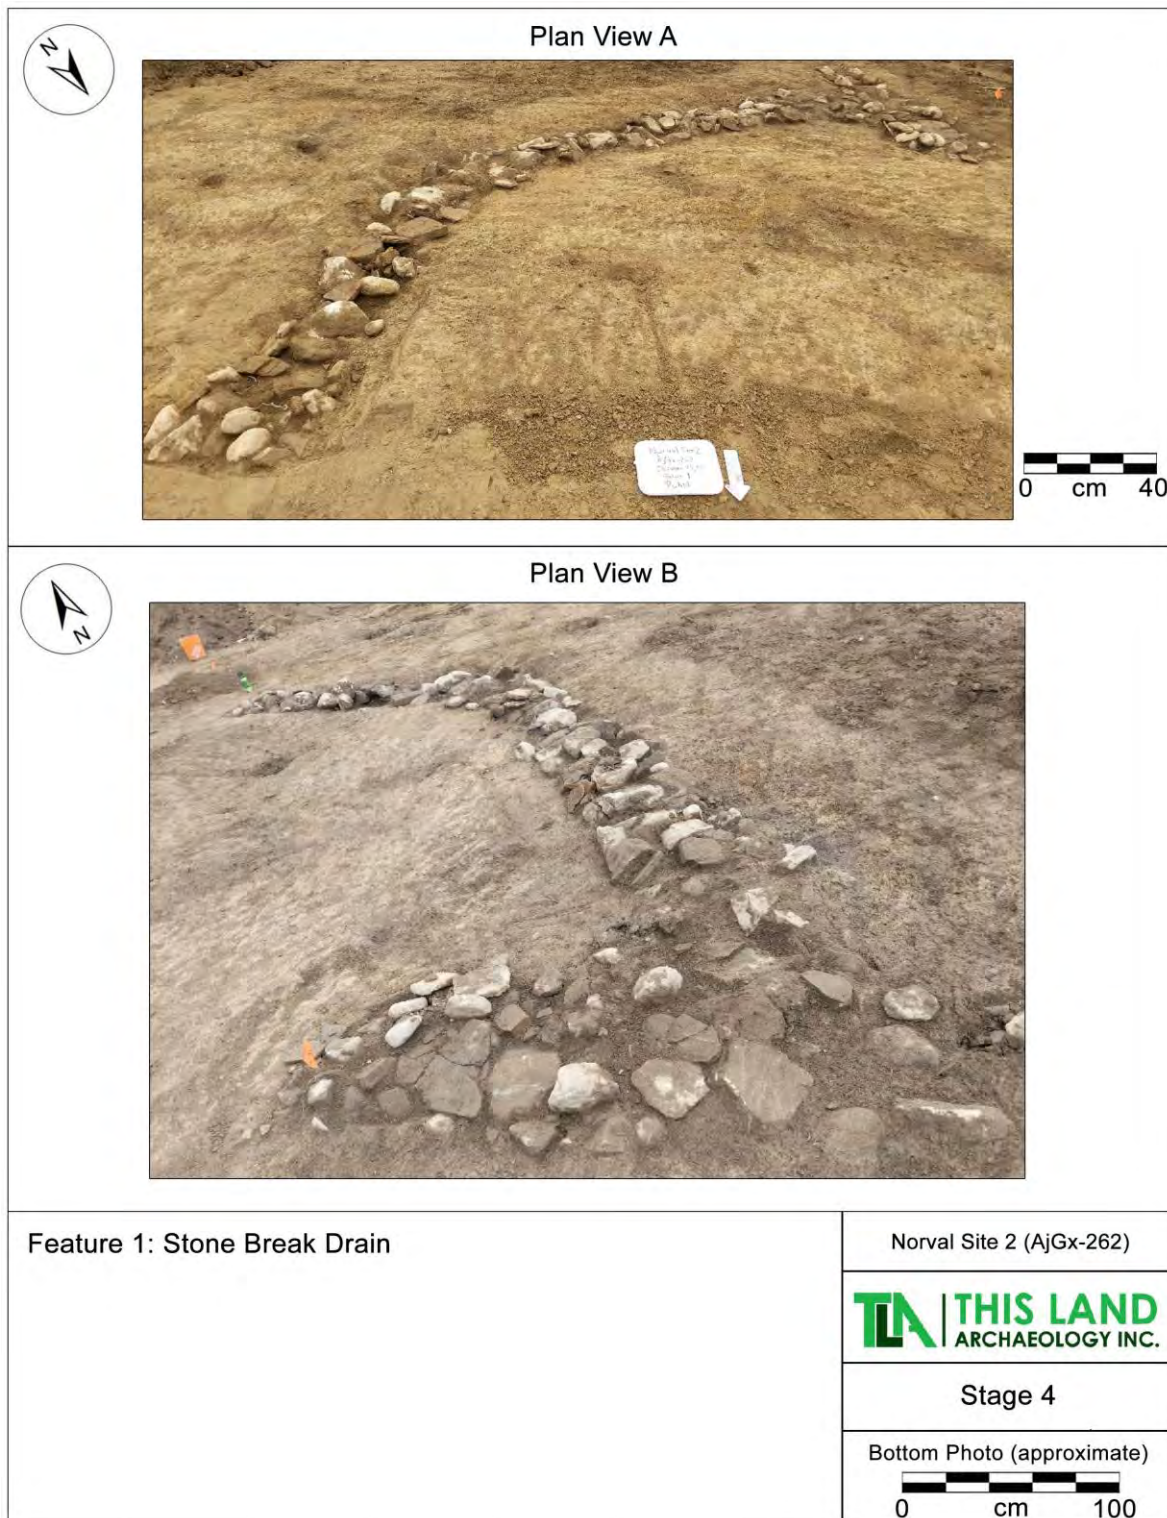 Plan View A
N
0 cm 40
Plan View B
N
Feature 1: Stone Break Drain
Norval Site 2 (AjGx-262)
TLA THIS LAND
ARCHAEOLOGY INC.
Stage 4
Bottom Photo (approximate)
0 cm 100